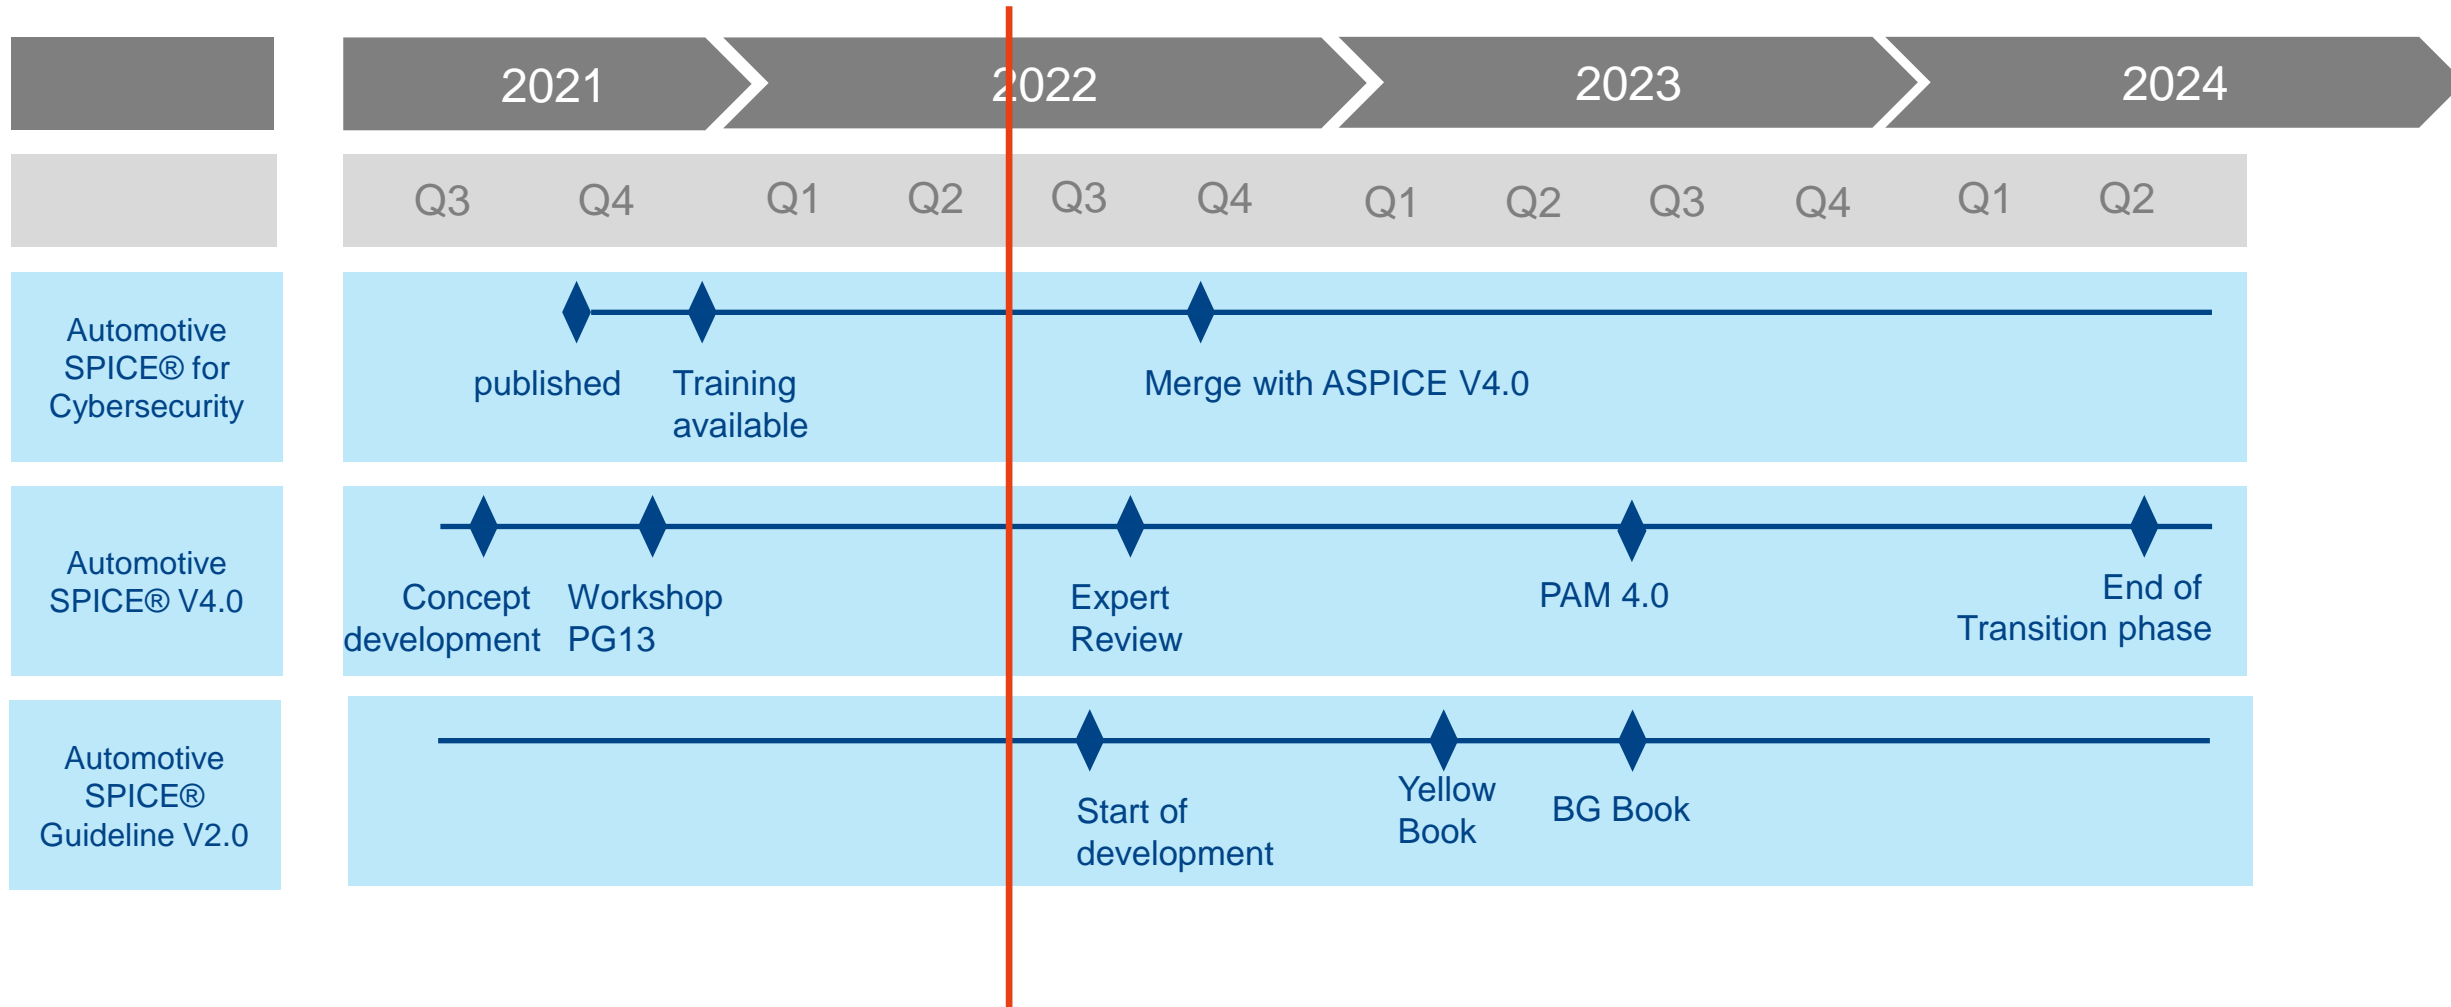 2021
2022
2023
2024
Q3
Q4
Q1
Q2
Q3
Q4
Q1
Q2
Q3
Q4
Q1
Q2
Automotive
SPICE® for
Cybersecurity
published
Training
available
Merge with ASPICE V4.0
Automotive
SPICE® V4.0
Concept
development
Workshop
PG13
Expert
Review
PAM 4.0
End of
Transition phase
Automotive
SPICE®
Guideline V2.0
Start of
development
Yellow
Book
BG Book